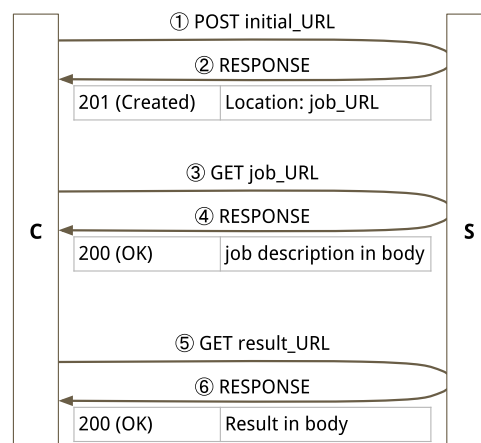 ① POST initial_URL
② RESPONSE
201 (Created) Location: job_URL
③ GET job_URL
④ RESPONSE
C S
200 (OK) job description in body
⑤ GET result_URL
⑥ RESPONSE
200 (OK) Result in body